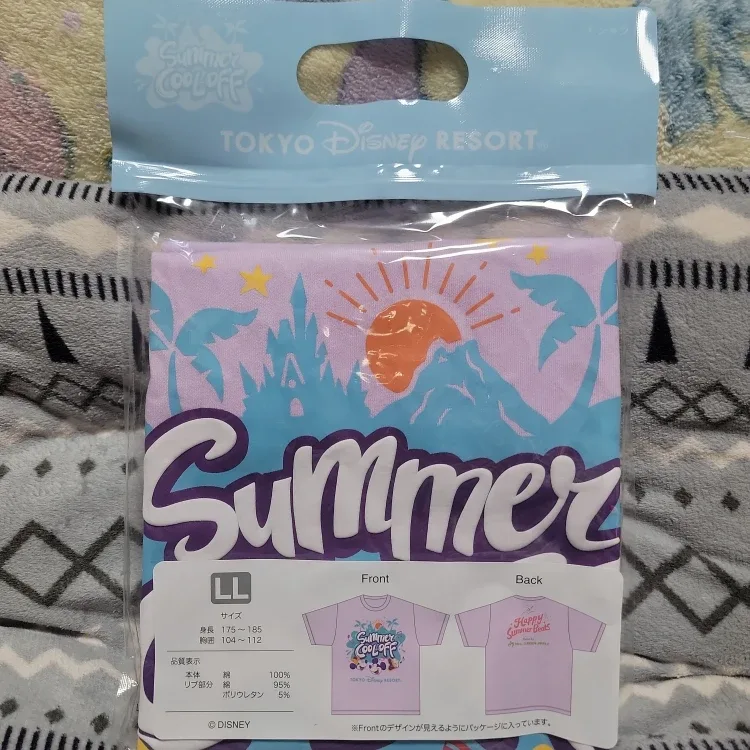 Summer
COOL OFF
TOKYO Disney RESORT
Summer
LL
サイズ
身長 175～185
胸囲 104～112
品質表示
本体 綿 100%
リブ部分 綿 95%
ポリウレタン 5%
© DISNEY
Front
Summer
COOL OFF
TOKYO Disney RESORT
Back
Happy
Summer Beats
※Frontのデザインが見えるようにパッケージに入っています。